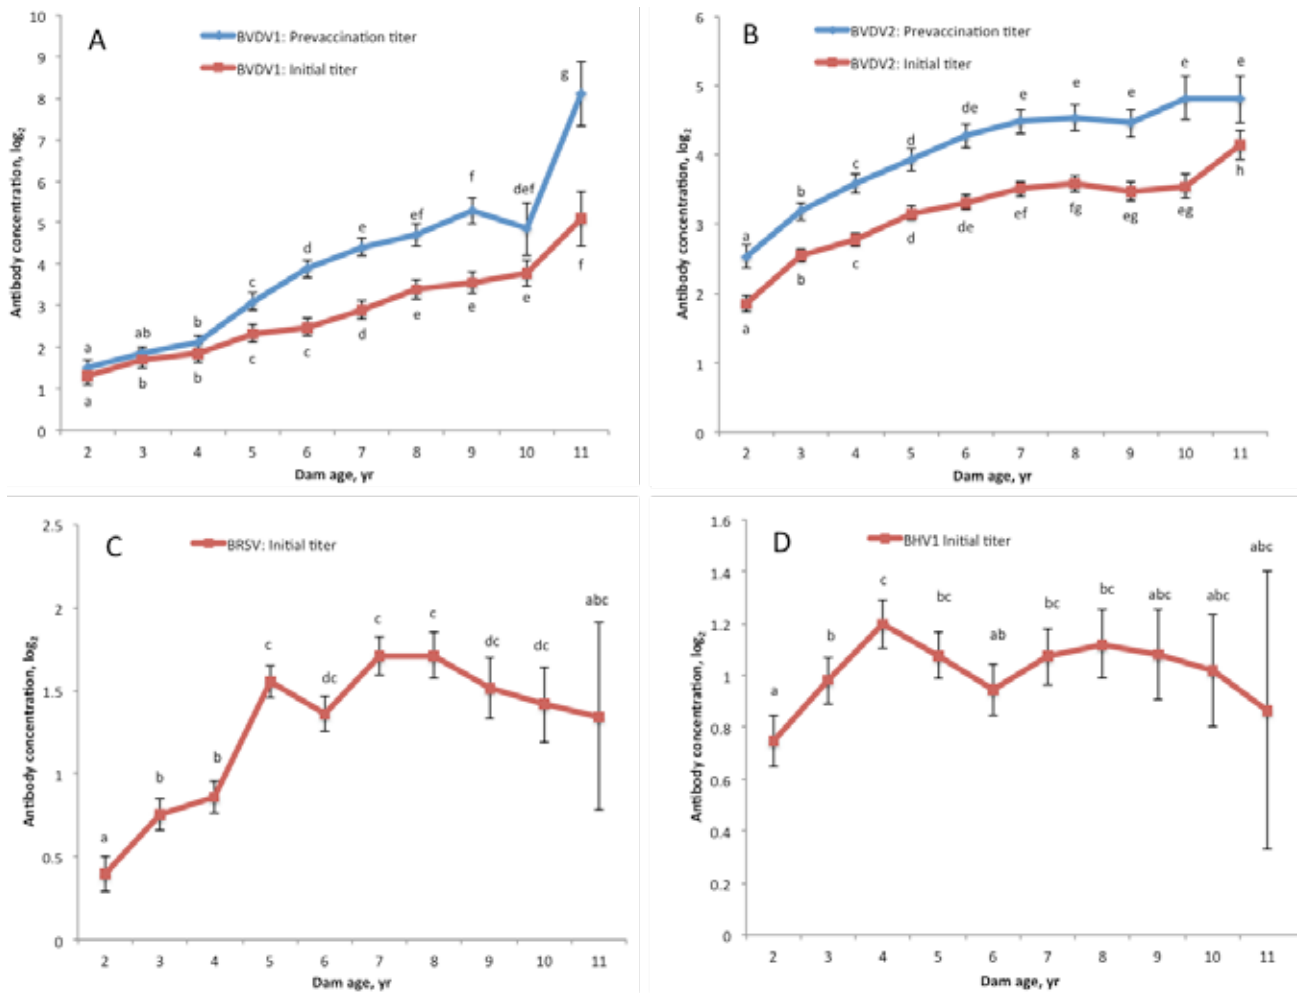 A
BVDV1: Prevaccination titer
BVDV1: Initial titer
Antibody concentration, log2
10
9
8
7
6
5
4
3
2
1
0
a
ab
b
c
d
e
ef
f
def
g
a
b
b
c
c
d
e
e
e
f
2 3 4 5 6 7 8 9 10 11
Dam age, yr
B
BVDV2: Prevaccination titer
BVDV2: Initial titer
Antibody concentration, log2
6
5
4
3
2
1
0
a
b
c
d
de
e
e
e
e
e
a
b
c
d
de
ef
fg
eg
eg
h
2 3 4 5 6 7 8 9 10 11
Dam age, yr
C
BRSV: Initial titer
Antibody concentration, log2
2.5
2
1.5
1
0.5
0
a
b
b
c
dc
c
c
dc
dc
abc
2 3 4 5 6 7 8 9 10 11
Dam age, yr
D
BHV1 Initial titer
Antibody concentration, log2
1.6
1.4
1.2
1
0.8
0.6
0.4
0.2
0
a
b
c
bc
ab
bc
bc
abc
abc
abc
2 3 4 5 6 7 8 9 10 11
Dam age, yr